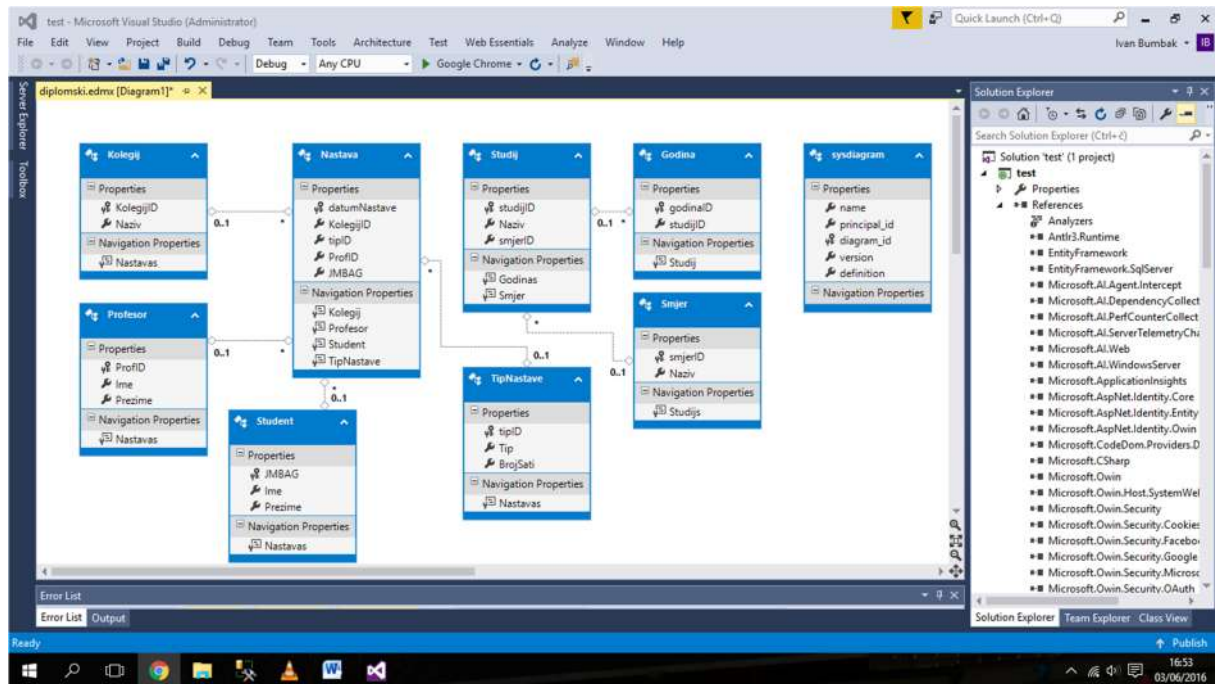 test - Microsoft Visual Studio (Administrator)
Quick Launch (Ctrl+Q)
File Edit View Project Build Debug Team Tools Architecture Test Web Essentials Analyze Window Help
Ivan Bumbak IB
Debug Any CPU Google Chrome
Server Explorer
Toolbox
diplomski.edmx [Diagram1]*
Kolegij
Properties
KolegijID
Naziv
Navigation Properties
Nastavas
0..1 *
Profesor
Properties
ProfID
Ime
Prezime
Navigation Properties
Nastavas
0..1 *
Nastava
Properties
datumNastave
KolegijID
tipID
ProfID
JMBAG
Navigation Properties
Kolegij
Profesor
Student
TipNastave
*
0..1
Student
Properties
JMBAG
Ime
Prezime
Navigation Properties
Nastavas
Studij
Properties
studijID
Naziv
smjerID
Navigation Properties
Godinas
Smjer
0..1 *
*
*
0..1
0..1
TipNastave
Properties
tipID
Tip
BrojSati
Navigation Properties
Nastavas
Godina
Properties
godinaID
studijID
Navigation Properties
Studij
Smjer
Properties
smjerID
Naziv
Navigation Properties
Studijs
sysdiagram
Properties
name
principal_id
diagram_id
version
definition
Navigation Properties
Solution Explorer
Search Solution Explorer (Ctrl+č)
Solution 'test' (1 project)
test
Properties
References
Analyzers
Antlr3.Runtime
EntityFramework
EntityFramework.SqlServer
Microsoft.AI.Agent.Intercept
Microsoft.AI.DependencyCollect
Microsoft.AI.PerfCounterCollect
Microsoft.AI.ServerTelemetryCha
Microsoft.AI.Web
Microsoft.AI.WindowsServer
Microsoft.ApplicationInsights
Microsoft.AspNet.Identity.Core
Microsoft.AspNet.Identity.Entity
Microsoft.AspNet.Identity.Owin
Microsoft.CodeDom.Providers.D
Microsoft.CSharp
Microsoft.Owin
Microsoft.Owin.Host.SystemWel
Microsoft.Owin.Security
Microsoft.Owin.Security.Cookies
Microsoft.Owin.Security.Facebo
Microsoft.Owin.Security.Google
Microsoft.Owin.Security.Microsc
Microsoft.Owin.Security.OAuth
Error List
Error List Output
Solution Explorer Team Explorer Class View
Ready
Publish
16:53
03/06/2016